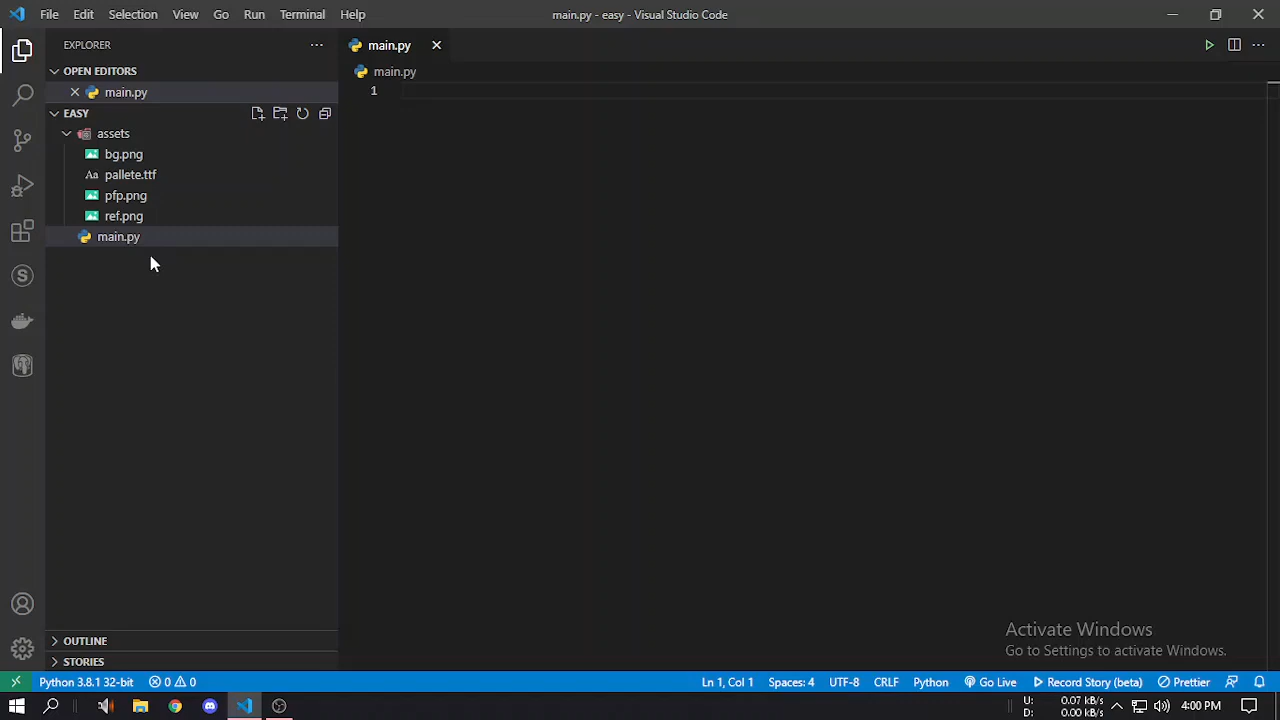 File Edit Selection View Go Run Terminal Help main.py - easy - Visual Studio Code
EXPLORER
main.py
OPEN EDITORS
main.py
main.py
1
EASY
assets
bg.png
Aa pallete.ttf
pfp.png
ref.png
main.py
OUTLINE
STORIES
Activate Windows
Go to Settings to activate Windows.
Python 3.8.1 32-bit 0 0 Ln 1, Col 1 Spaces: 4 UTF-8 CRLF Python Go Live Record Story (beta) Prettier
U: 0.07 kB/s
D: 0.00 kB/s
4:00 PM